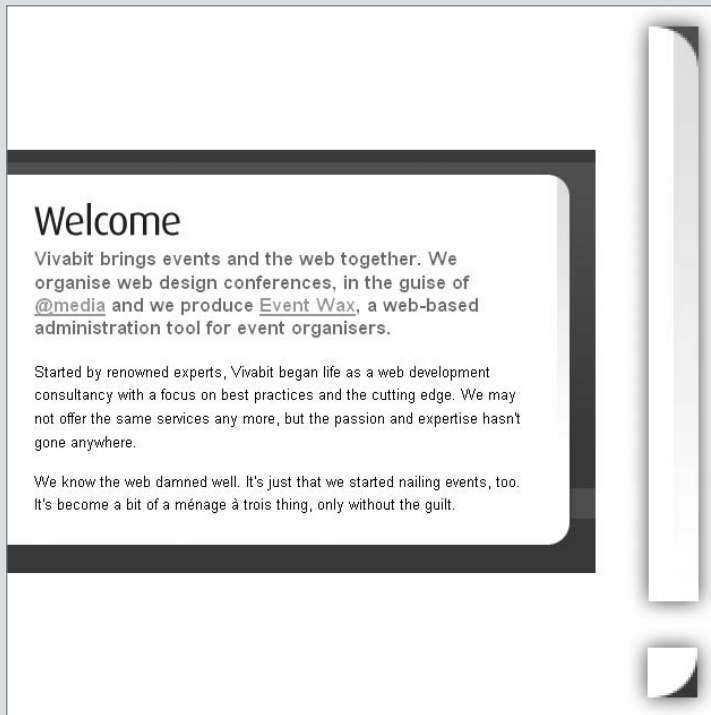 Welcome
Vivabit brings events and the web together. We
organise web design conferences, in the guise of
@media and we produce Event Wax, a web-based
administration tool for event organisers.
Started by renowned experts, Vivabit began life as a web development
consultancy with a focus on best practices and the cutting edge. We may
not offer the same services any more, but the passion and expertise hasn't
gone anywhere.
We know the web damned well. It's just that we started nailing events, too.
It's become a bit of a ménage à trois thing, only without the guilt.